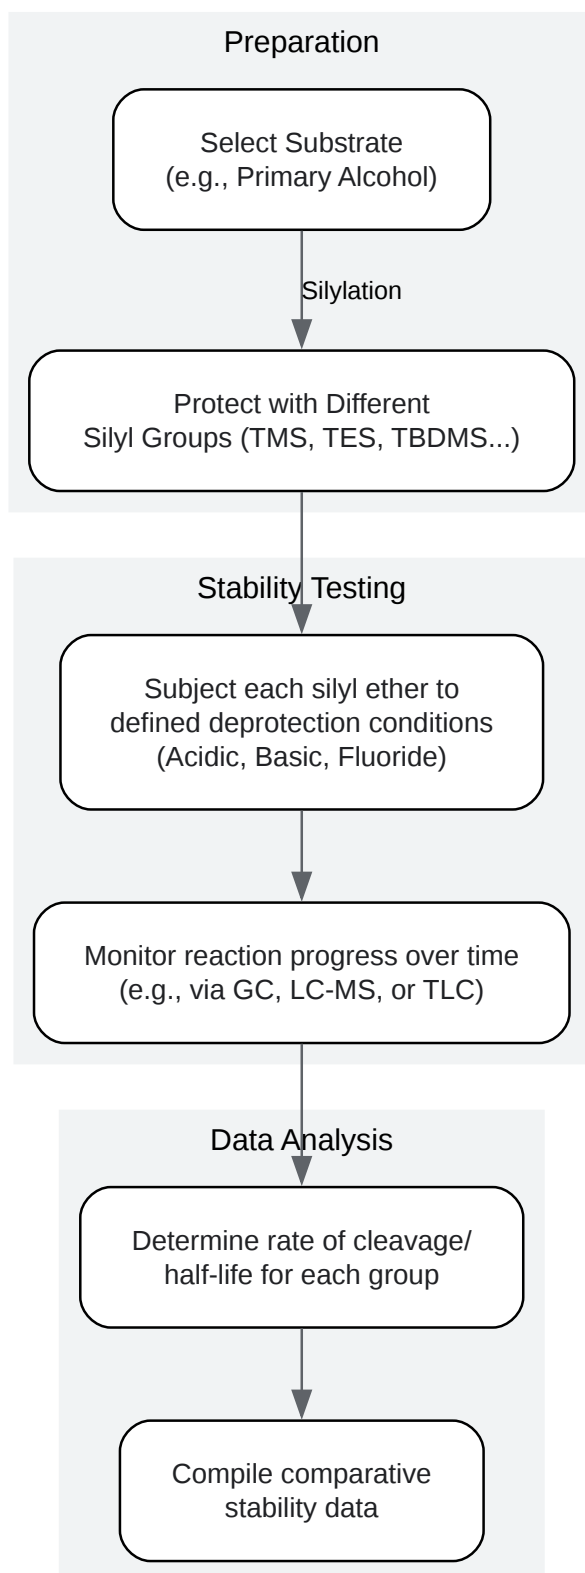 Preparation
Select Substrate
(e.g., Primary Alcohol)
Silylation
Protect with Different
Silyl Groups (TMS, TES, TBDMS...)
Stability Testing
Subject each silyl ether to
defined deprotection conditions
(Acidic, Basic, Fluoride)
Monitor reaction progress over time
(e.g., via GC, LC-MS, or TLC)
Data Analysis
Determine rate of cleavage/
half-life for each group
Compile comparative
stability data